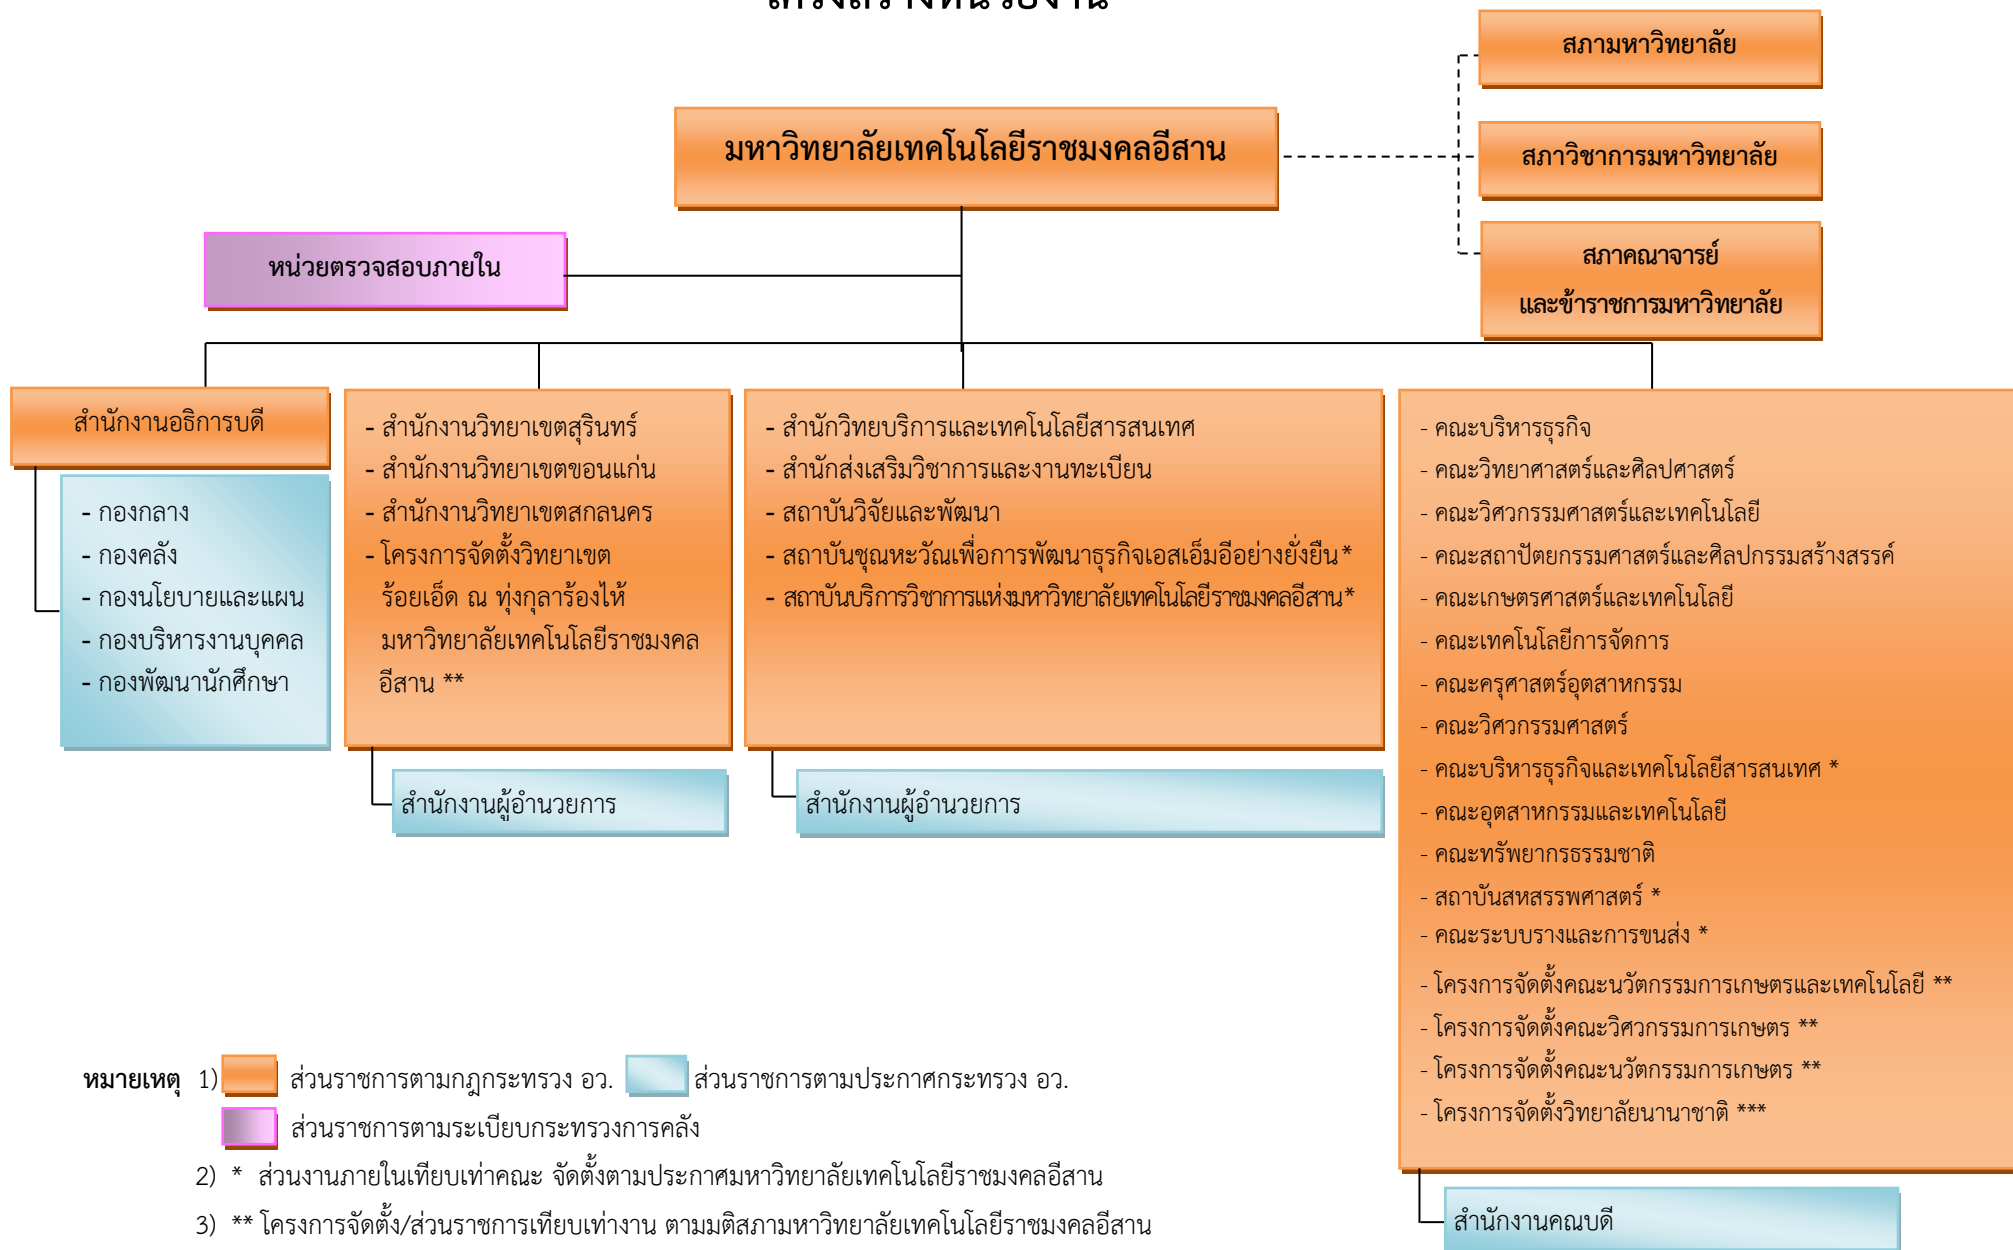 โครงสร้างหน่วยงาน
สภามหาวิทยาลัย
มหาวิทยาลัยเทคโนโลยีราชมงคลอีสาน
สภาวิชาการมหาวิทยาลัย
สภาคณาจารย์
และข้าราชการมหาวิทยาลัย
หน่วยตรวจสอบภายใน
สำนักงานอธิการบดี
- กองกลาง
- กองคลัง
- กองนโยบายและแผน
- กองบริหารงานบุคคล
- กองพัฒนานักศึกษา
- สำนักงานวิทยาเขตสุรินทร์
- สำนักงานวิทยาเขตขอนแก่น
- สำนักงานวิทยาเขตสกลนคร
- โครงการจัดตั้งวิทยาเขต
ร้อยเอ็ด ณ ทุ่งกุลาร้องไห้
มหาวิทยาลัยเทคโนโลยีราชมงคล
อีสาน **
สำนักงานผู้อำนวยการ
- สำนักวิทยบริการและเทคโนโลยีสารสนเทศ
- สำนักส่งเสริมวิชาการและงานทะเบียน
- สถาบันวิจัยและพัฒนา
- สถาบันชุณหะวัณเพื่อการพัฒนาธุรกิจเอสเอ็มอีอย่างยั่งยืน *
- สถาบันบริการวิชาการแห่งมหาวิทยาลัยเทคโนโลยีราชมงคลอีสาน *
สำนักงานผู้อำนวยการ
- คณะบริหารธุรกิจ
- คณะวิทยาศาสตร์และศิลปศาสตร์
- คณะวิศวกรรมศาสตร์และเทคโนโลยี
- คณะสถาปัตยกรรมศาสตร์และศิลปกรรมสร้างสรรค์
- คณะเกษตรศาสตร์และเทคโนโลยี
- คณะเทคโนโลยีการจัดการ
- คณะครุศาสตร์อุตสาหกรรม
- คณะวิศวกรรมศาสตร์
- คณะบริหารธุรกิจและเทคโนโลยีสารสนเทศ *
- คณะอุตสาหกรรมและเทคโนโลยี
- คณะทรัพยากรธรรมชาติ
- สถาบันสหสรรพศาสตร์ *
- คณะระบบรางและการขนส่ง *
- โครงการจัดตั้งคณะนวัตกรรมการเกษตรและเทคโนโลยี **
- โครงการจัดตั้งคณะวิศวกรรมการเกษตร **
- โครงการจัดตั้งคณะนวัตกรรมการเกษตร **
- โครงการจัดตั้งวิทยาลัยนานาชาติ ***
สำนักงานคณบดี
หมายเหตุ 1) ส่วนราชการตามกฎกระทรวง อว. ส่วนราชการตามประกาศกระทรวง อว.
ส่วนราชการตามระเบียบกระทรวงการคลัง
2) * ส่วนงานภายในเทียบเท่าคณะ จัดตั้งตามประกาศมหาวิทยาลัยเทคโนโลยีราชมงคลอีสาน
3) ** โครงการจัดตั้ง/ส่วนราชการเทียบเท่างาน ตามมติสภามหาวิทยาลัยเทคโนโลยีราชมงคลอีสาน